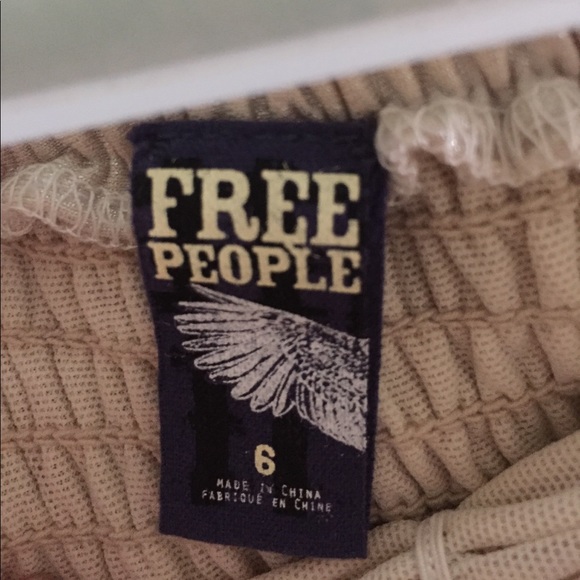 FREE
PEOPLE
6
MADE IN CHINA
FABRIQUÉ EN CHINE